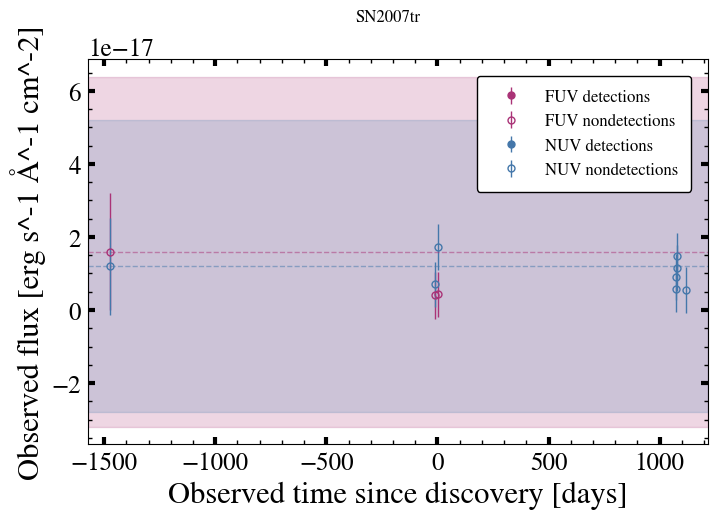 SN2007tr
1e−17
Observed flux [erg s^-1 Å^-1 cm^-2]
6
4
2
0
−2
FUV detections
FUV nondetections
NUV detections
NUV nondetections
−1500 −1000 −500 0 500 1000
Observed time since discovery [days]